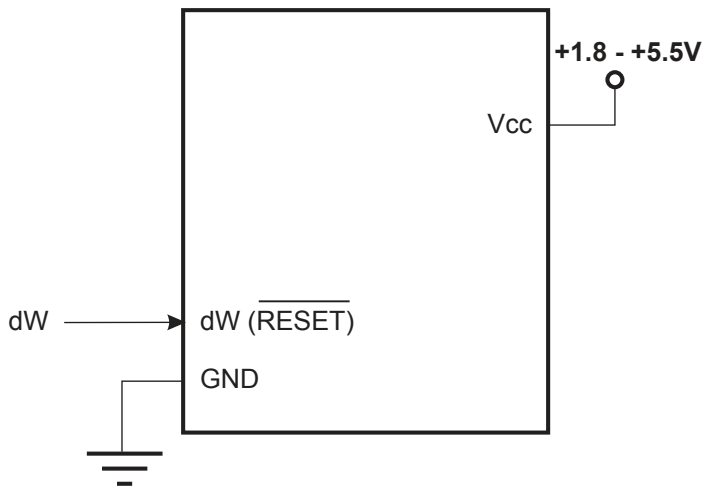 +1.8 - +5.5V
Vcc
dW
dW (RESET)
GND